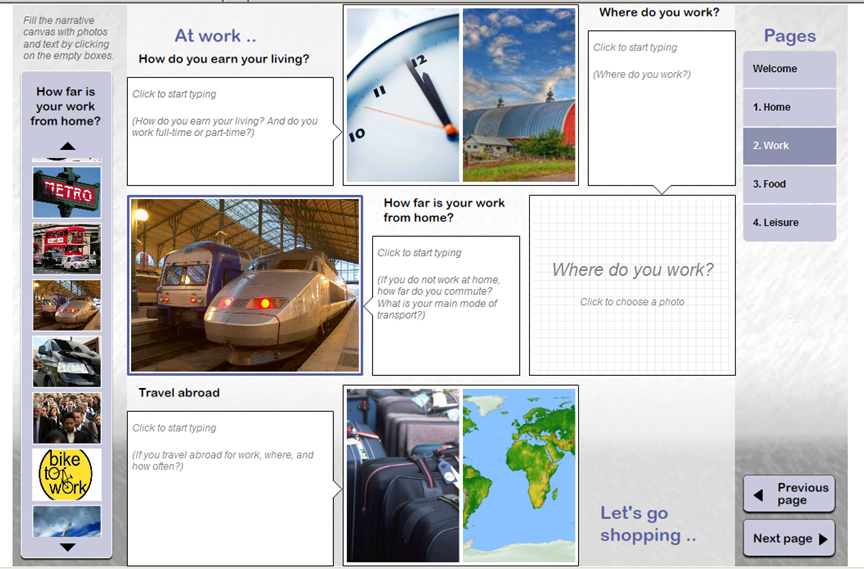 Fill the narrative
canvas with photos
and text by clicking
on the empty boxes.
How far is
your work
from home?
METRO
bike
to
work
At work ..
How do you earn your living?
Click to start typing
(How do you earn your living? And do you
work full-time or part-time?)
12
11
10
Where do you work?
Click to start typing
(Where do you work?)
How far is your work
from home?
Click to start typing
(If you do not work at home,
how far do you commute?
What is your main mode of
transport?)
Where do you work?
Click to choose a photo
Travel abroad
Click to start typing
(If you travel abroad for work, where, and
how often?)
Let's go
shopping ..
Pages
Welcome
1. Home
2. Work
3. Food
4. Leisure
Previous
page
Next page